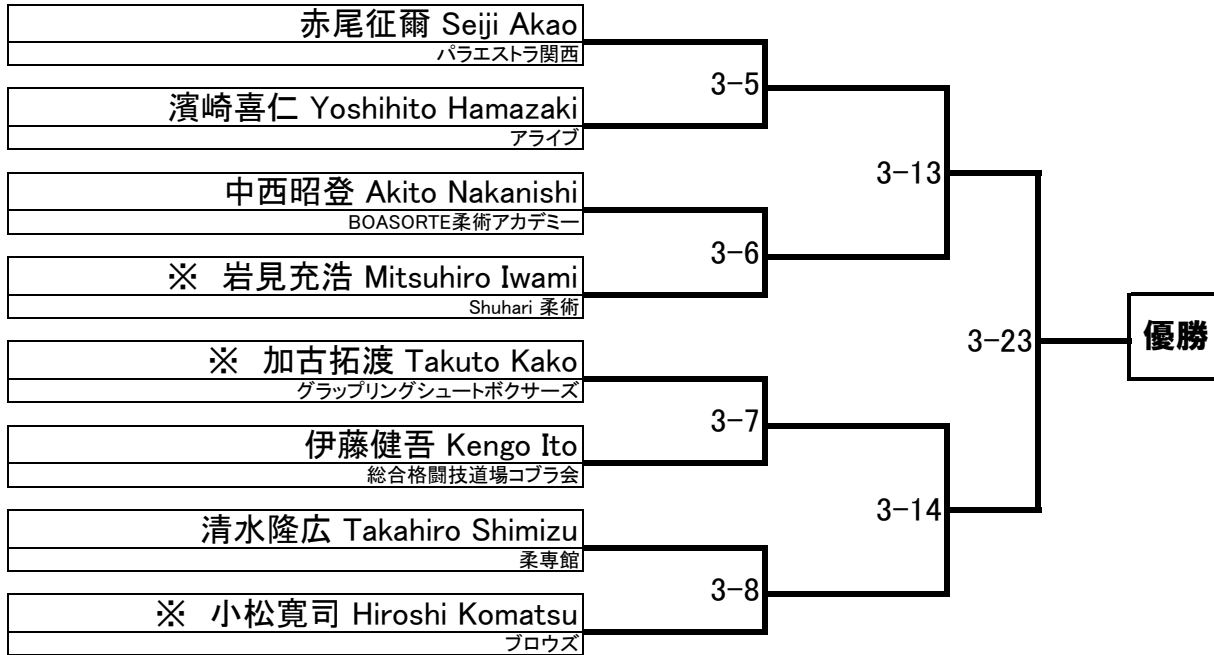 赤尾征爾 Seiji Akao
パラエストラ関西
3-5
濱崎喜仁 Yoshihito Hamazaki
アライブ
3-13
中西昭登 Akito Nakanishi
BOASORTE柔術アカデミー
3-6
※ 岩見充浩 Mitsuhiro Iwami
Shuhari 柔術
3-23
優勝
※ 加古拓渡 Takuto Kako
グラップリングシュートボクサーズ
3-7
伊藤健吾 Kengo Ito
総合格闘技道場コブラ会
3-14
清水隆広 Takahiro Shimizu
柔専館
3-8
※ 小松寛司 Hiroshi Komatsu
ブロウズ